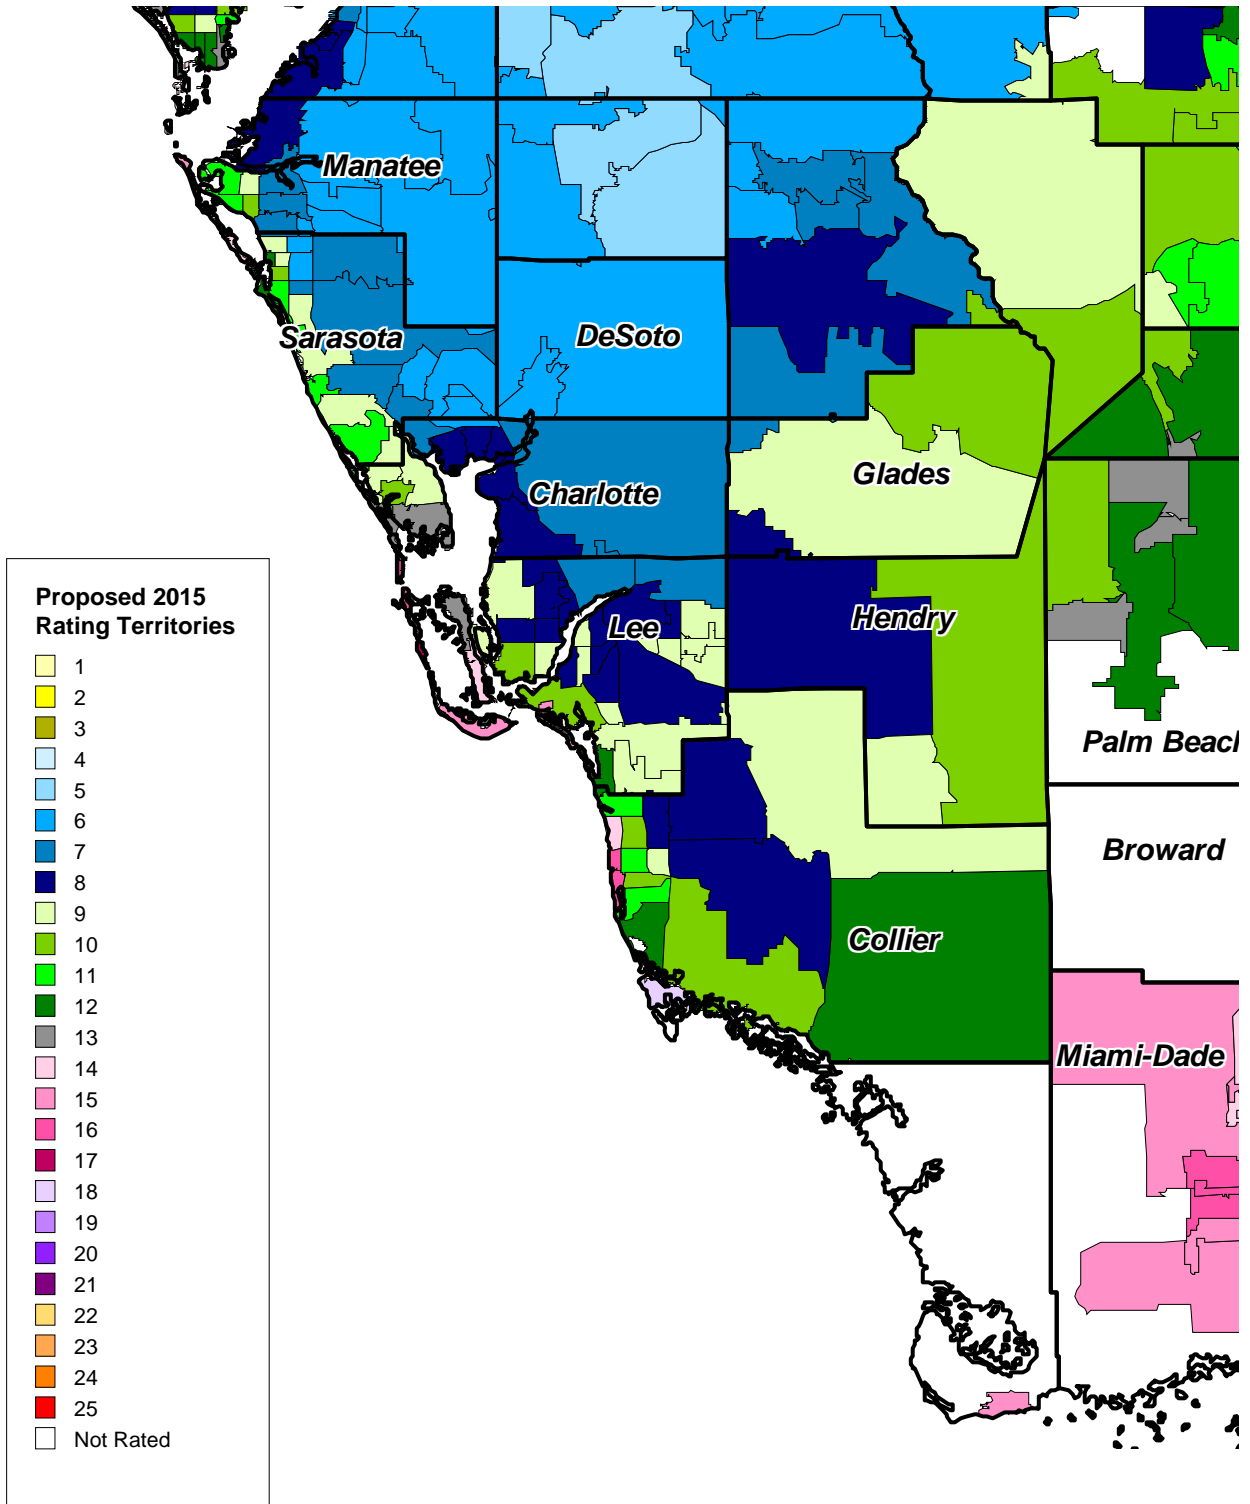 Manatee
Sarasota
DeSoto
Charlotte
Glades
Lee
Hendry
Palm Beach
Broward
Collier
Miami-Dade
Proposed 2015
Rating Territories
1
2
3
4
5
6
7
8
9
10
11
12
13
14
15
16
17
18
19
20
21
22
23
24
25
Not Rated